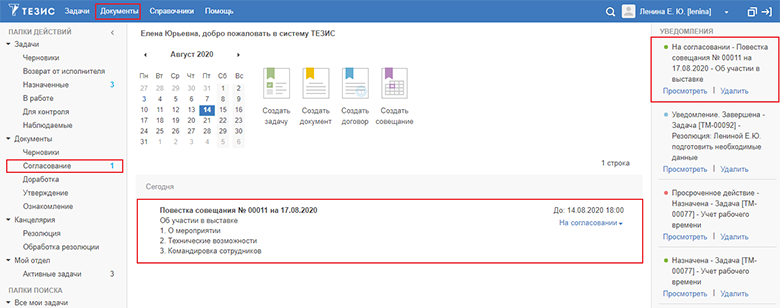 ТЕЗИС Задачи Документы Справочники Помощь Ленина Е. Ю. [lenina]
ПАПКИ ДЕЙСТВИЙ
Задачи
Черновики
Возврат от исполнителя
Назначенные 3
В работе
Для контроля
Наблюдаемые
Документы
Черновики
Согласование 1
Доработка
Утверждение
Ознакомление
Канцелярия
Резолюция
Обработка резолюции
Мой отдел
Активные задачи 3
ПАПКИ ПОИСКА
Все мои задачи
Елена Юрьевна, добро пожаловать в систему ТЕЗИС
Август 2020
Пн Вт Ср Чт Пт Сб Вс
27 28 29 30 31 1 2
3 4 5 6 7 8 9
10 11 12 13 14 15 16
17 18 19 20 21 22 23
24 25 26 27 28 29 30
31 1 2 3 4 5 6
Создать задачу
Создать документ
Создать договор
Создать совещание
1 строка
Сегодня
Повестка совещания № 00011 на 17.08.2020 До: 14.08.2020 18:00
Об участии в выставке На согласовании
1. О мероприятии
2. Технические возможности
3. Командировка сотрудников
УВЕДОМЛЕНИЯ
На согласовании - Повестка
совещания № 00011 на
17.08.2020 - Об участии в
выставке
Просмотреть | Удалить
Уведомление. Завершена -
Задача [ТМ-00092] -
Резолюция: Лениной Е.Ю.
подготовить необходимые
данные
Просмотреть | Удалить
Просроченное действие -
Назначена - Задача [ТМ-
00077] - Учет рабочего
времени
Просмотреть | Удалить
Назначена - Задача [ТМ-
00077] - Учет рабочего
времени
Просмотреть | Удалить